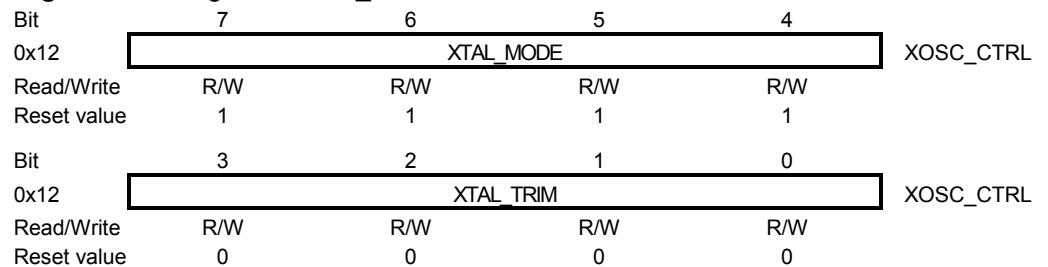 Bit 7 6 5 4
0x12 XTAL_MODE XOSC_CTRL
Read/Write R/W R/W R/W R/W
Reset value 1 1 1 1
Bit 3 2 1 0
0x12 XTAL_TRIM XOSC_CTRL
Read/Write R/W R/W R/W R/W
Reset value 0 0 0 0